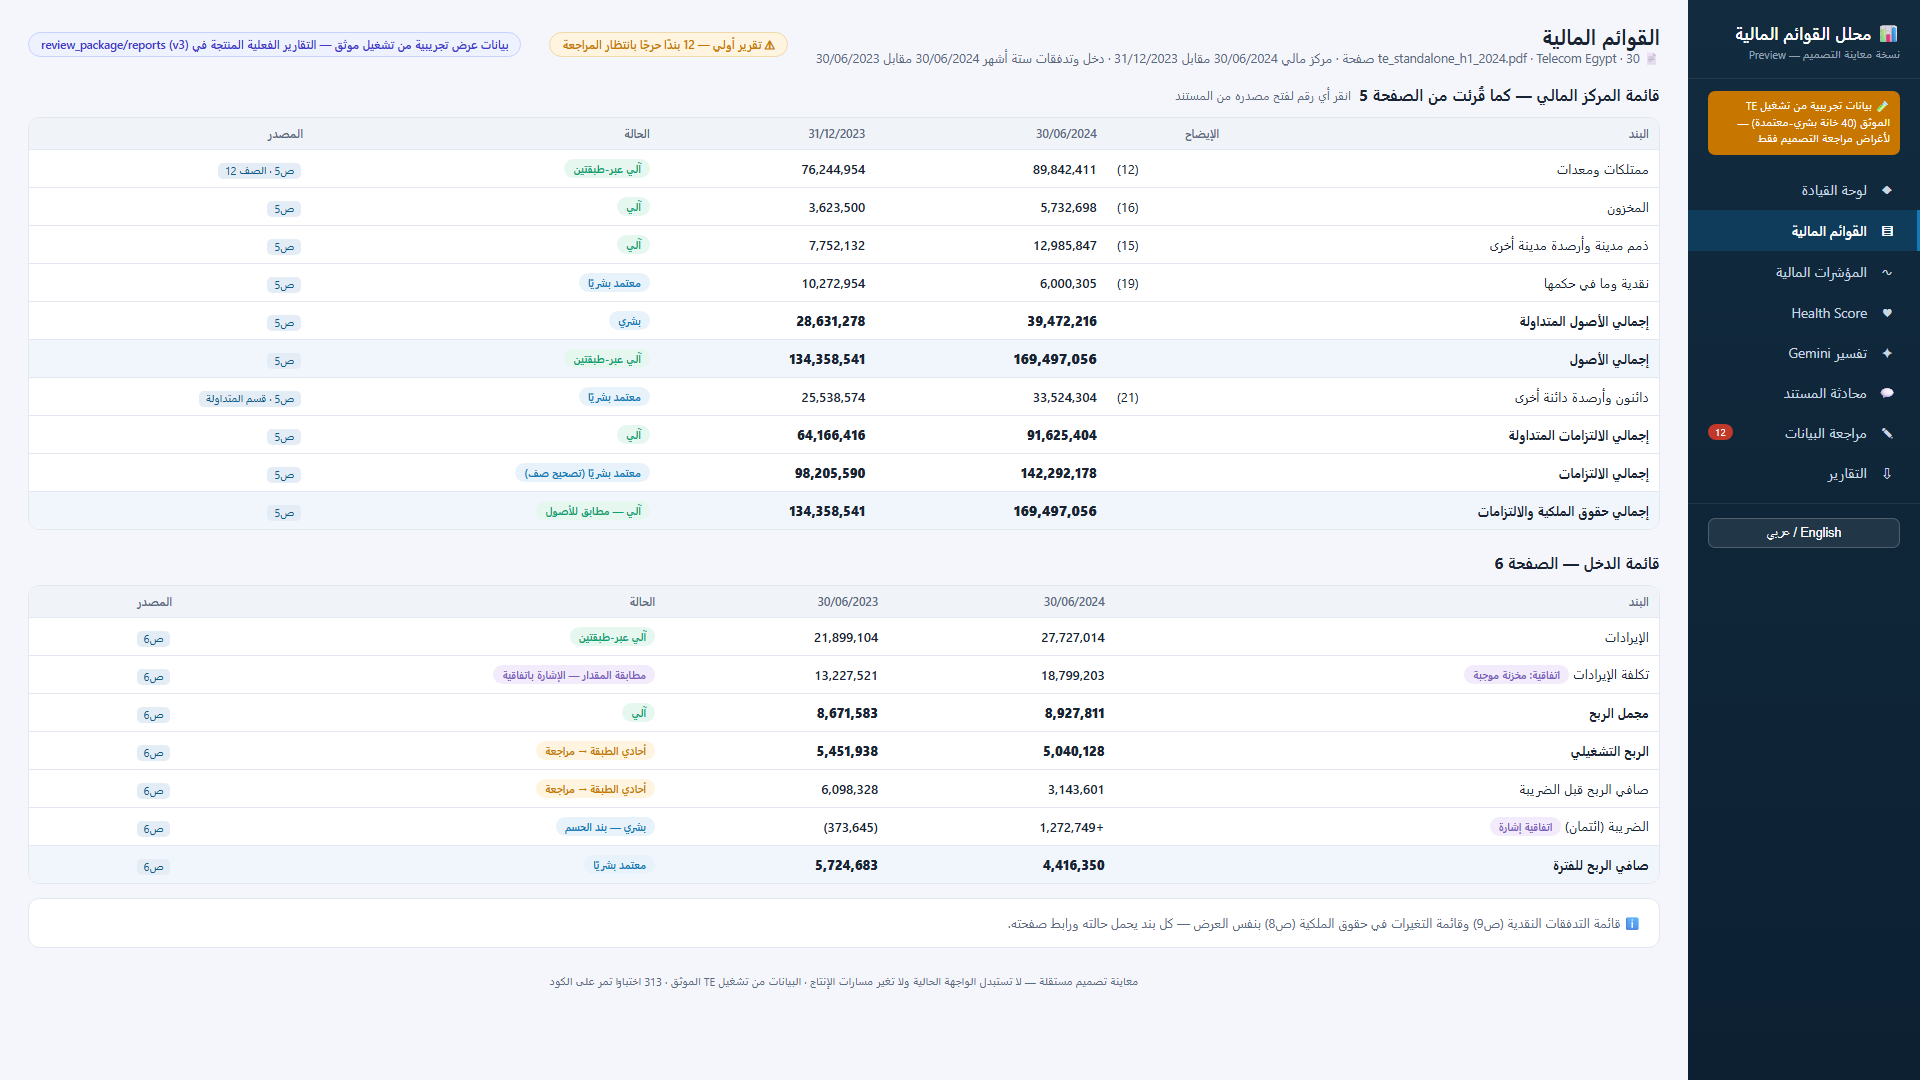 📊 محلل القوائم المالية
نسخة معاينة التصميم — Preview
🧪 بيانات تجريبية من تشغيل TE
الموثق (40 خانة بشري-معتمدة) —
لأغراض مراجعة التصميم فقط
لوحة القيادة
القوائم المالية
المؤشرات المالية
Health Score
تفسير Gemini
محادثة المستند
مراجعة البيانات 12
التقارير
عربي / English
القوائم المالية
te_standalone_h1_2024.pdf · Telecom Egypt · 30 صفحة · مركز مالي 30/06/2024 مقابل 31/12/2023 · دخل وتدفقات ستة أشهر 30/06/2024 مقابل 30/06/2023
⚠ تقرير أولي — 12 بندًا حرجًا بانتظار المراجعة
بيانات عرض تجريبية من تشغيل موثق — التقارير الفعلية المنتجة في review_package/reports (v3)
قائمة المركز المالي — كما قُرئت من الصفحة 5 انقر أي رقم لفتح مصدره من المستند
البند الإيضاح 30/06/2024 31/12/2023 الحالة المصدر
ممتلكات ومعدات (12) 89,842,411 76,244,954 آلي عبر-طبقتين ص5 · الصف 12
المخزون (16) 5,732,698 3,623,500 آلي ص5
ذمم مدينة وأرصدة مدينة أخرى (15) 12,985,847 7,752,132 آلي ص5
نقدية وما في حكمها (19) 6,000,305 10,272,954 معتمد بشريًا ص5
إجمالي الأصول المتداولة 39,472,216 28,631,278 بشري ص5
إجمالي الأصول 169,497,056 134,358,541 آلي عبر-طبقتين ص5
دائنون وأرصدة دائنة أخرى (21) 33,524,304 25,538,574 معتمد بشريًا ص5 · قسم المتداولة
إجمالي الالتزامات المتداولة 91,625,404 64,166,416 آلي ص5
إجمالي الالتزامات 142,292,178 98,205,590 معتمد بشريًا (تصحيح صف) ص5
إجمالي حقوق الملكية والالتزامات 169,497,056 134,358,541 آلي — مطابق للأصول ص5
قائمة الدخل — الصفحة 6
البند 30/06/2024 30/06/2023 الحالة المصدر
الإيرادات 27,727,014 21,899,104 آلي عبر-طبقتين ص6
تكلفة الإيرادات اتفاقية: مخزنة موجبة 18,799,203 13,227,521 مطابقة المقدار — الإشارة باتفاقية ص6
مجمل الربح 8,927,811 8,671,583 آلي ص6
الربح التشغيلي 5,040,128 5,451,938 أحادي الطبقة → مراجعة ص6
صافي الربح قبل الضريبة 3,143,601 6,098,328 أحادي الطبقة → مراجعة ص6
الضريبة (ائتمان) اتفاقية إشارة 1,272,749+ (373,645) بشري — بند الحسم ص6
صافي الربح للفترة 4,416,350 5,724,683 معتمد بشريًا ص6
ℹ️ قائمة التدفقات النقدية (ص9) وقائمة التغيرات في حقوق الملكية (ص8) بنفس العرض — كل بند يحمل حالته ورابط صفحته.
معاينة تصميم مستقلة — لا تستبدل الواجهة الحالية ولا تغير مسارات الإنتاج · البيانات من تشغيل TE الموثق · 313 اختبارًا تمر على الكود